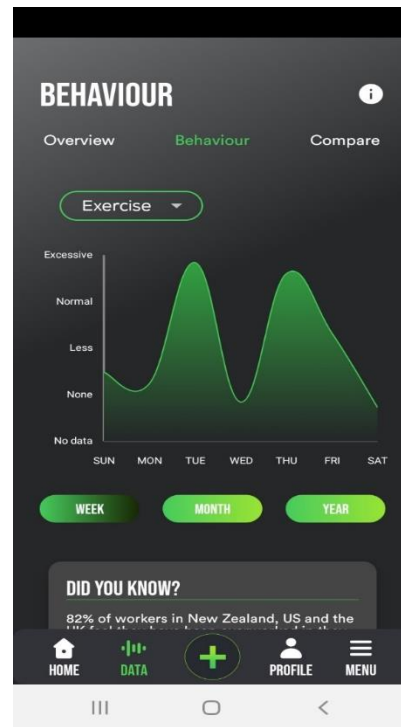 BEHAVIOUR
Overview Behaviour Compare
Exercise
Excessive
Normal
Less
None
No data
SUN MON TUE WED THU FRI SAT
WEEK MONTH YEAR
DID YOU KNOW?
82% of workers in New Zealand, US and the
HOME DATA PROFILE MENU